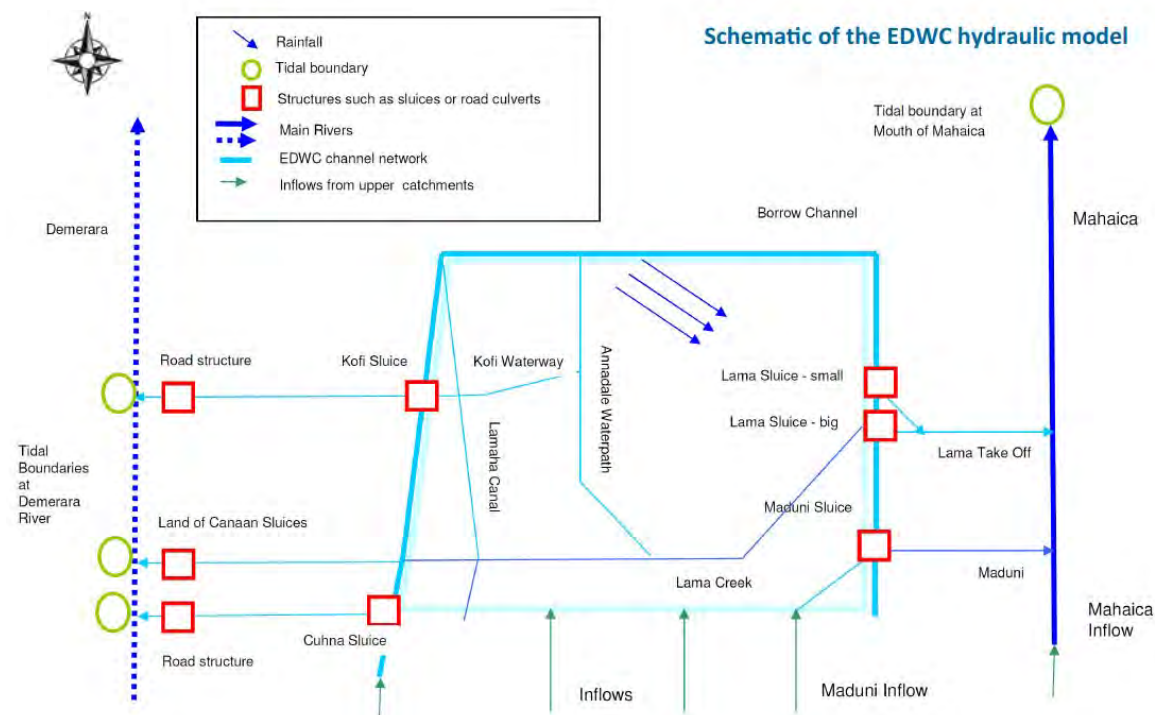 Schematic of the EDWC hydraulic model
Rainfall
Tidal boundary
Structures such as sluices or road culverts
Main Rivers
EDWC channel network
Inflows from upper catchments
Tidal boundary at
Mouth of Mahaica
Demerara
Borrow Channel
Mahaica
Road structure
Kofi Sluice
Kofi Waterway
Annadale Waterpath
Lama Sluice - small
Lama Sluice - big
Lama Take Off
Lamaha Canal
Tidal
Boundaries
at
Demerara
River
Land of Canaan Sluices
Maduni Sluice
Lama Creek
Maduni
Mahaica
Inflow
Cuhna Sluice
Road structure
Inflows
Maduni Inflow